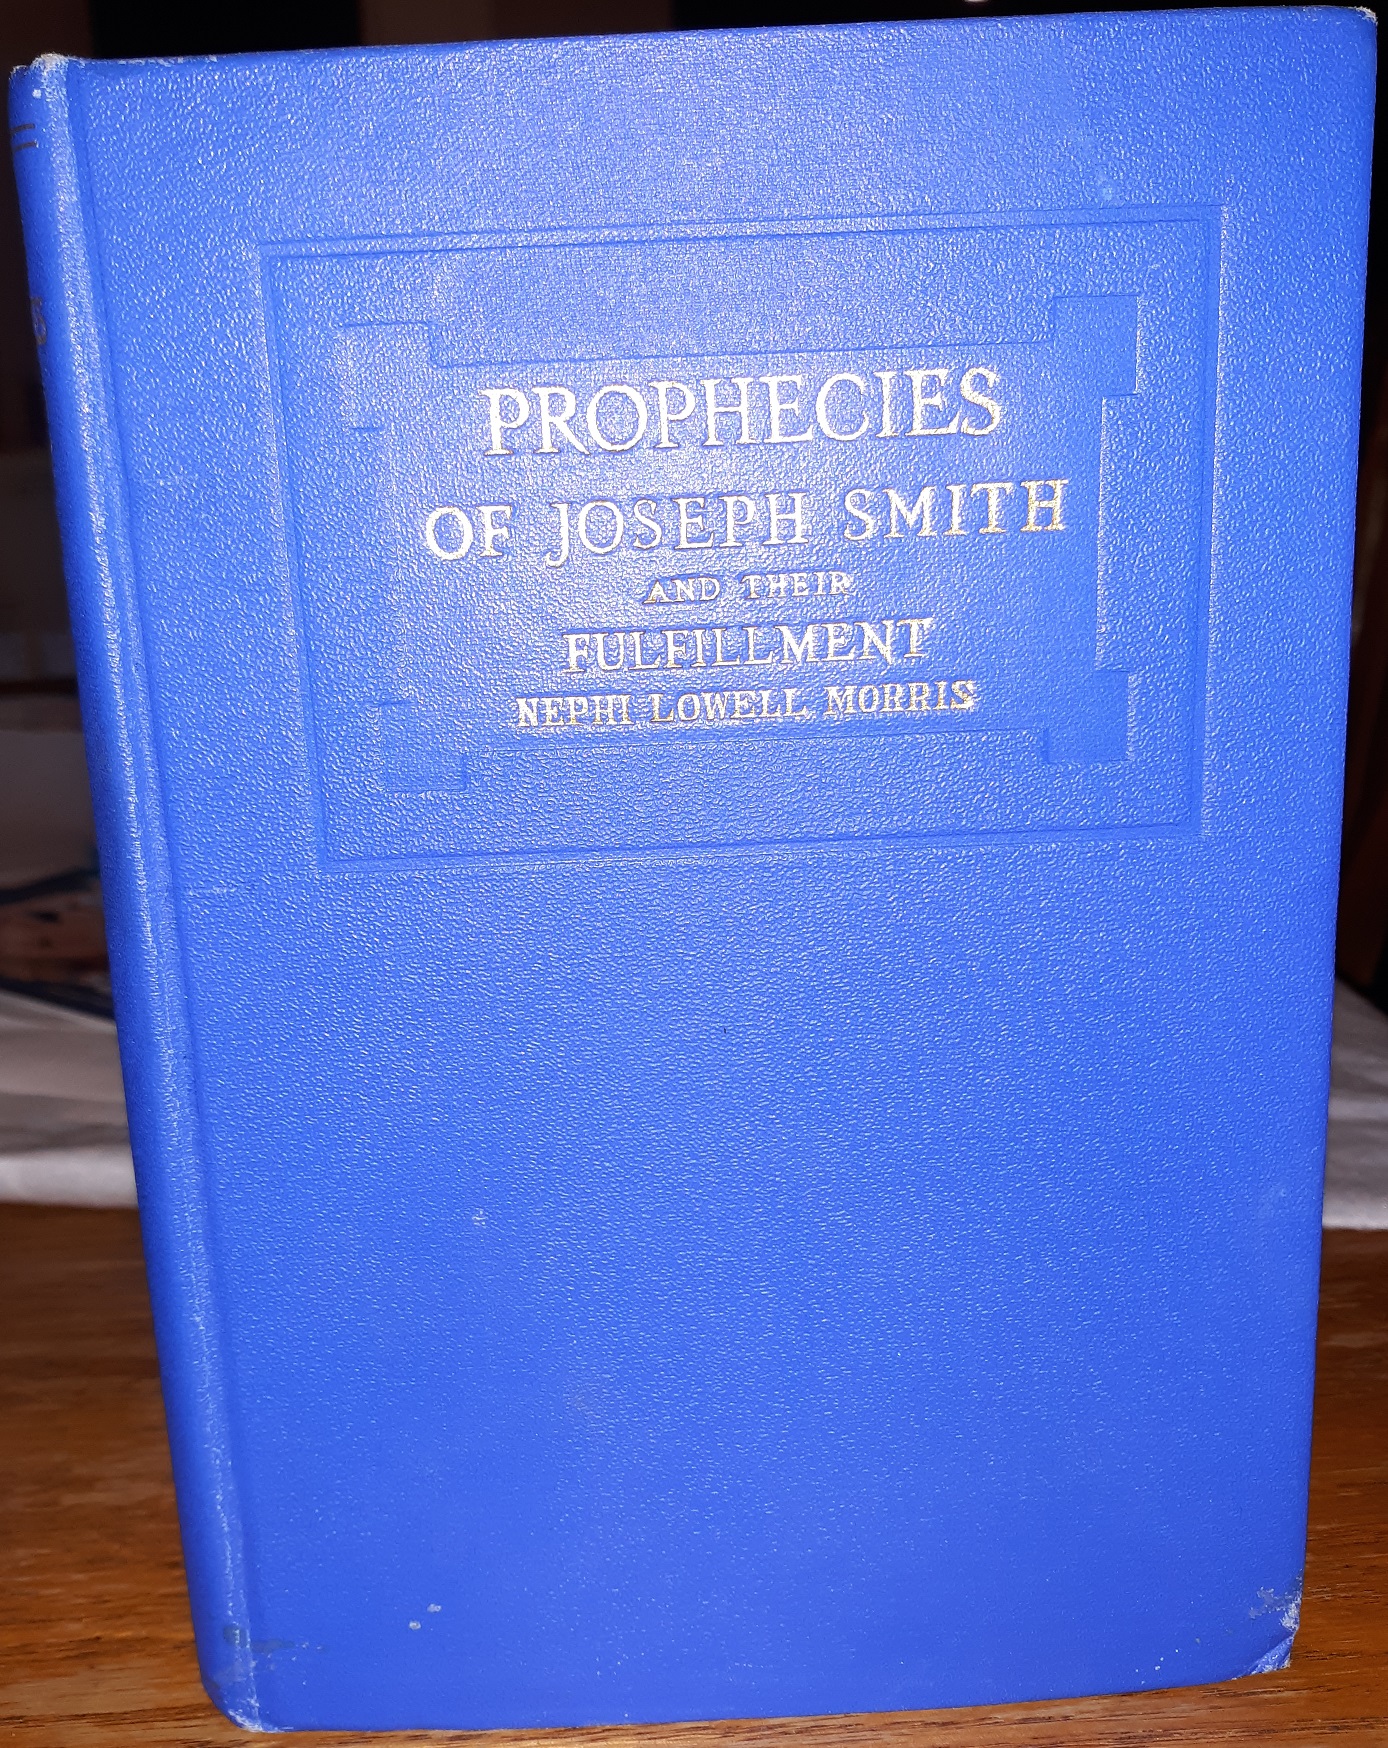 PROPHECIES
OF JOSEPH SMITH
AND THEIR
FULFILLMENT
NEPHI LOWELL MORRIS